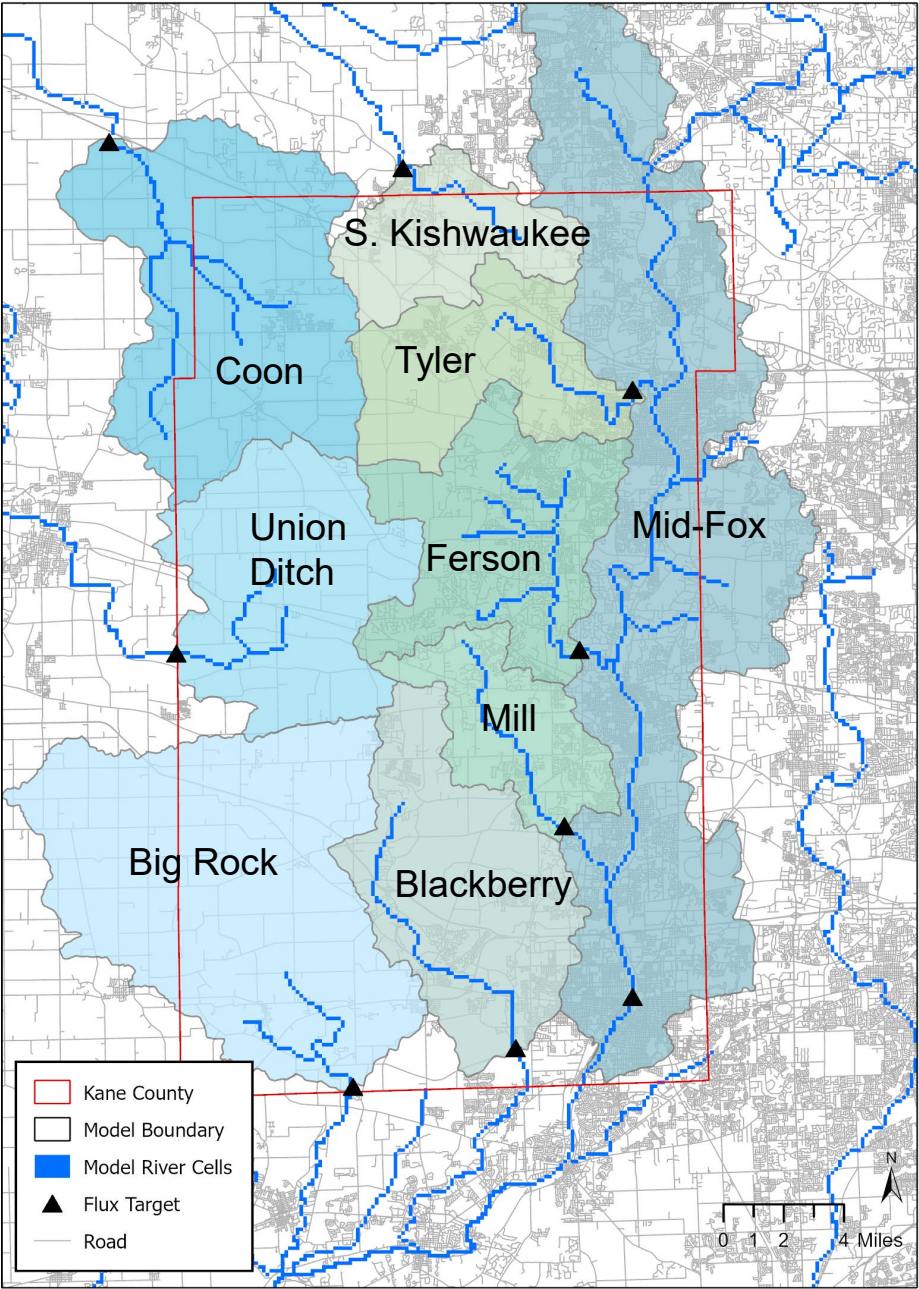 S. Kishwaukee
Coon
Tyler
Union
Ditch
Ferson
Mid-Fox
Mill
Big Rock
Blackberry
Kane County
Model Boundary
Model River Cells
Flux Target
Road
N
0 1 2 4 Miles